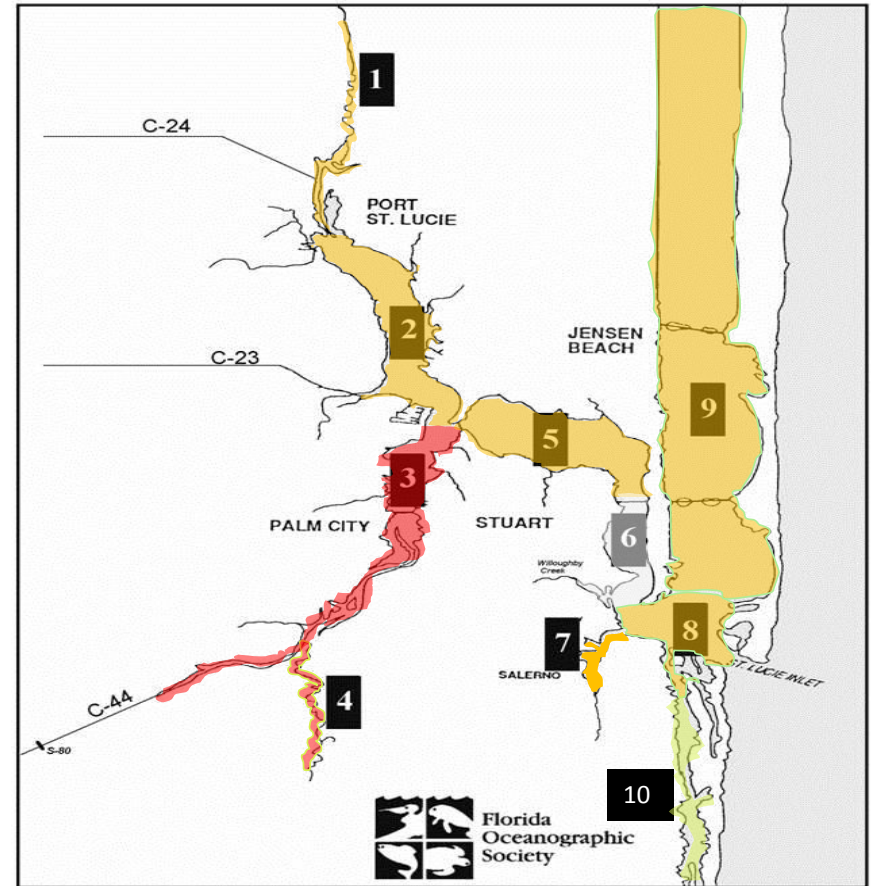 1
C-24
PORT
ST. LUCIE
2
JENSEN
BEACH
C-23
9
5
3
PALM CITY
STUART
6
Willoughby
Creek
7
8
SALERNO
ST. LUCIE INLET
4
C-44
S-80
10
Florida
Oceanographic
Society